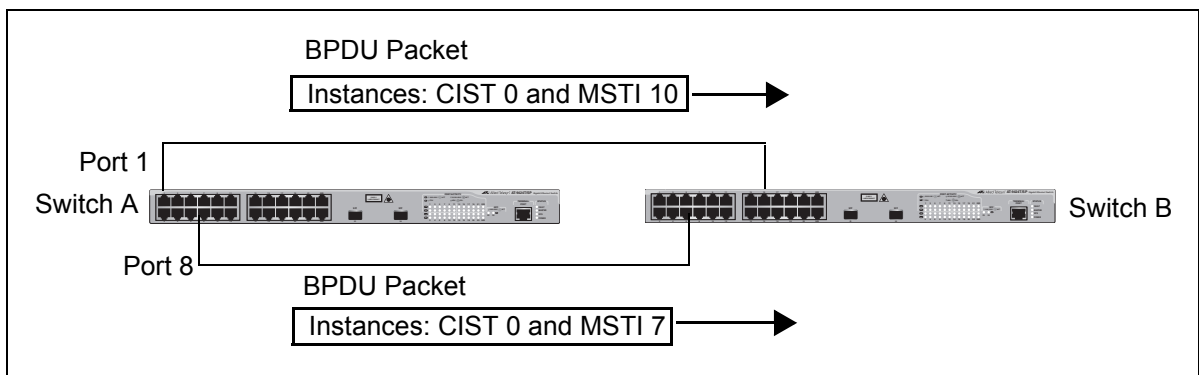 BPDU Packet
Instances: CIST 0 and MSTI 10
Port 1
Switch A
Switch B
Port 8
BPDU Packet
Instances: CIST 0 and MSTI 7